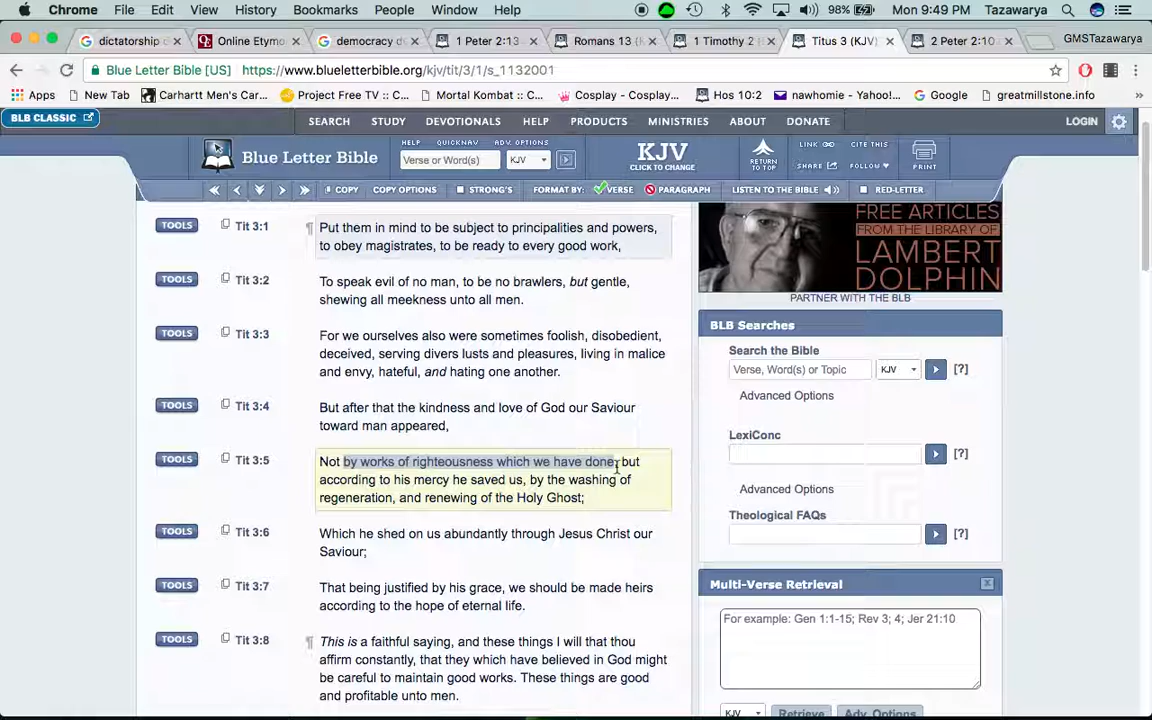 Chrome File Edit View History Bookmarks People Window Help 98% Mon 9:49 PM Tazawarya
dictatorship d Online Etymo democracy d 1 Peter 2:13 Romans 13 ( 1 Timothy 2 Titus 3 (KJV) 2 Peter 2:10 GMSTazawarya
Blue Letter Bible [US] https://www.blueletterbible.org/kjv/tit/3/1/s_1132001
Apps New Tab Carhartt Men's Car... Project Free TV :: C... Mortal Kombat :: C... Cosplay - Cosplay... Hos 10:2 nawhomie - Yahoo!... Google greatmillstone.info »
BLB CLASSIC SEARCH STUDY DEVOTIONALS HELP PRODUCTS MINISTRIES ABOUT DONATE LOGIN
HELP QUICKNAV ADV. OPTIONS LINK CITE THIS
Blue Letter Bible Verse or Word(s) KJV KJV CLICK TO CHANGE RETURN TO TOP SHARE FOLLOW PRINT
COPY COPY OPTIONS STRONG'S FORMAT BY: VERSE PARAGRAPH LISTEN TO THE BIBLE RED-LETTER
TOOLS Tit 3:1 ¶ Put them in mind to be subject to principalities and powers,
to obey magistrates, to be ready to every good work,
TOOLS Tit 3:2 To speak evil of no man, to be no brawlers, but gentle,
shewing all meekness unto all men.
TOOLS Tit 3:3 For we ourselves also were sometimes foolish, disobedient,
deceived, serving divers lusts and pleasures, living in malice
and envy, hateful, and hating one another.
TOOLS Tit 3:4 But after that the kindness and love of God our Saviour
toward man appeared,
TOOLS Tit 3:5 Not by works of righteousness which we have done, but
according to his mercy he saved us, by the washing of
regeneration, and renewing of the Holy Ghost;
TOOLS Tit 3:6 Which he shed on us abundantly through Jesus Christ our
Saviour;
TOOLS Tit 3:7 That being justified by his grace, we should be made heirs
according to the hope of eternal life.
TOOLS Tit 3:8 ¶ This is a faithful saying, and these things I will that thou
affirm constantly, that they which have believed in God might
be careful to maintain good works. These things are good
and profitable unto men.
FREE ARTICLES
FROM THE LIBRARY OF
LAMBERT
DOLPHIN
PARTNER WITH THE BLB
BLB Searches
Search the Bible
Verse, Word(s) or Topic KJV [?]
Advanced Options
LexiConc
[?]
Advanced Options
Theological FAQs
[?]
Multi-Verse Retrieval
For example: Gen 1:1-15; Rev 3; 4; Jer 21:10
KJV Retrieve Adv. Options